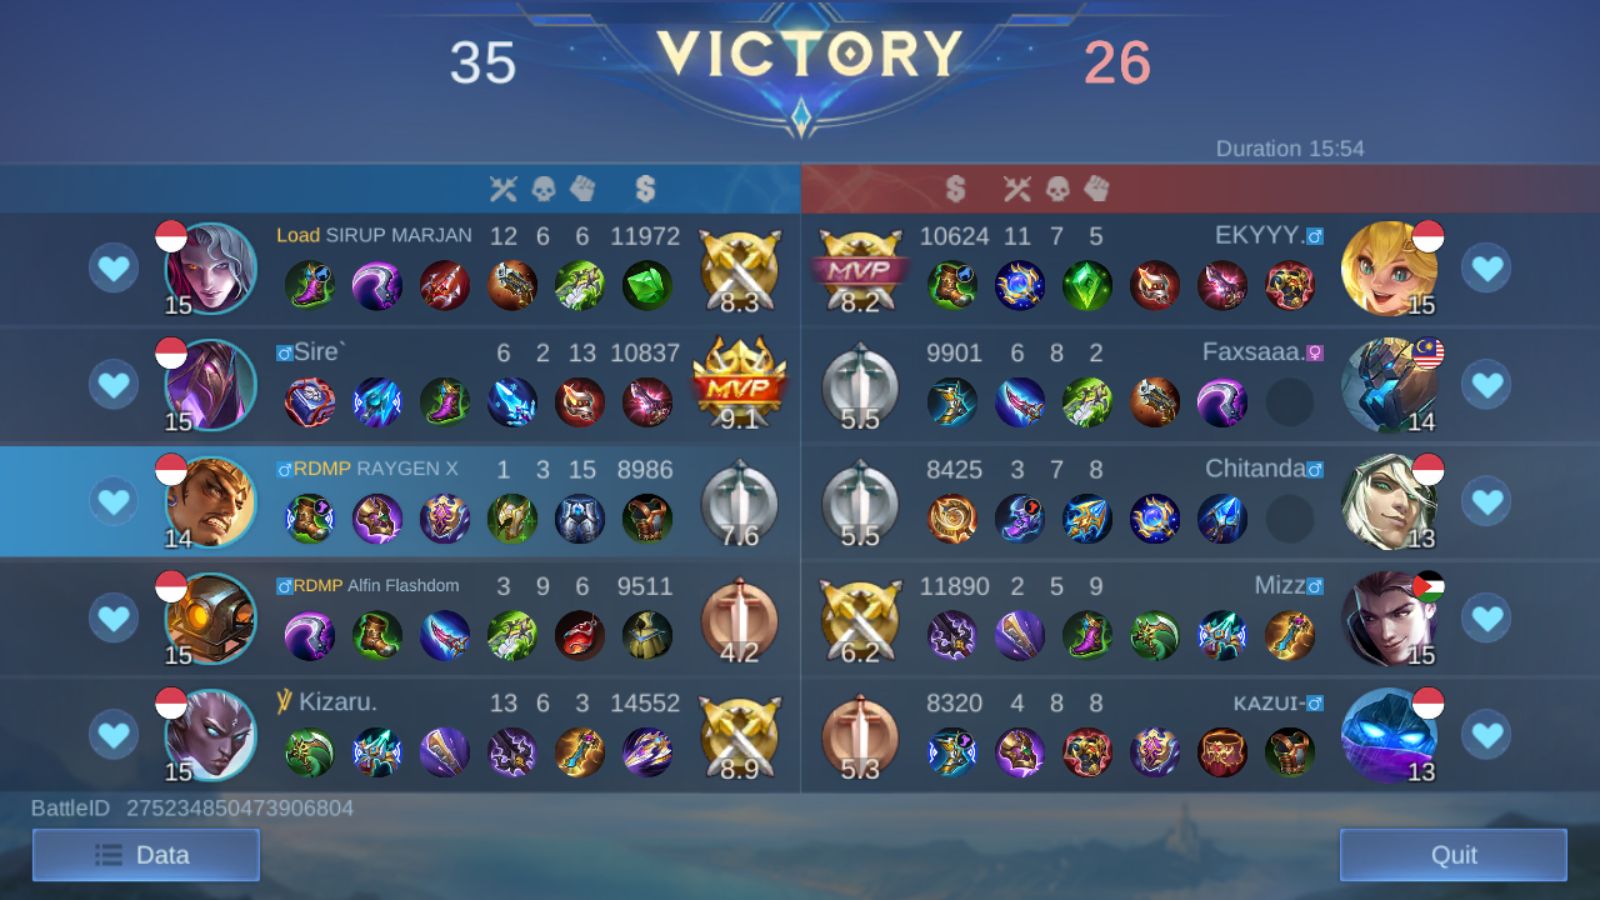 35 VICTORY 26
Duration 15:54
Load SIRUP MARJAN 12 6 6 11972
15 8.3
MVP 10624 11 7 5 EKYYY.
8.2 15
Sire` 6 2 13 10837
15 MVP 9.1
9901 6 8 2 Faxsaaa.
5.5 14
RDMP RAYGEN X 1 3 15 8986
14 7.6
8425 3 7 8 Chitanda
5.5 13
RDMP Alfin Flashdom 3 9 6 9511
15 4.2
11890 2 5 9 Mizz
6.2 15
Kizaru. 13 6 3 14552
15 8.9
8320 4 8 8 KAZUI-
5.3 13
BattleID 275234850473906804
Data Quit